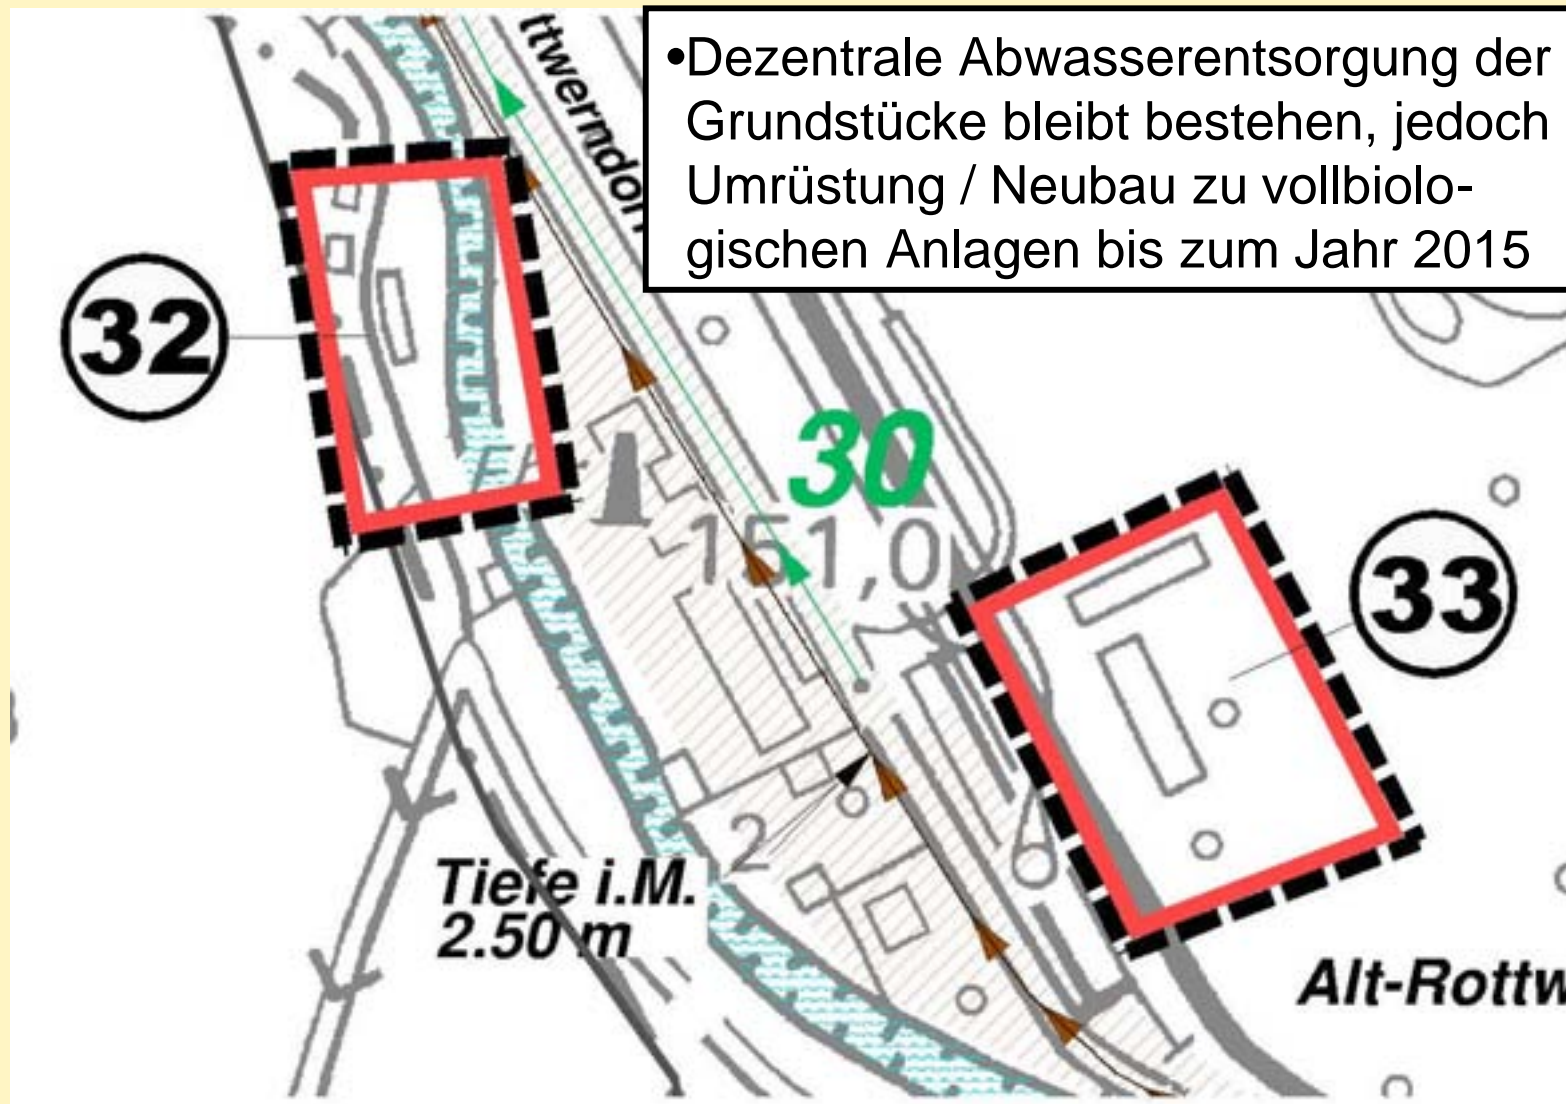 •Dezentrale Abwasserentsorgung der
Grundstücke bleibt bestehen, jedoch
Umrüstung / Neubau zu vollbiolo-
gischen Anlagen bis zum Jahr 2015
ttwerndorf
32
30
151,0
33
2
Tiefe i.M.
2.50 m
Alt-Rottw